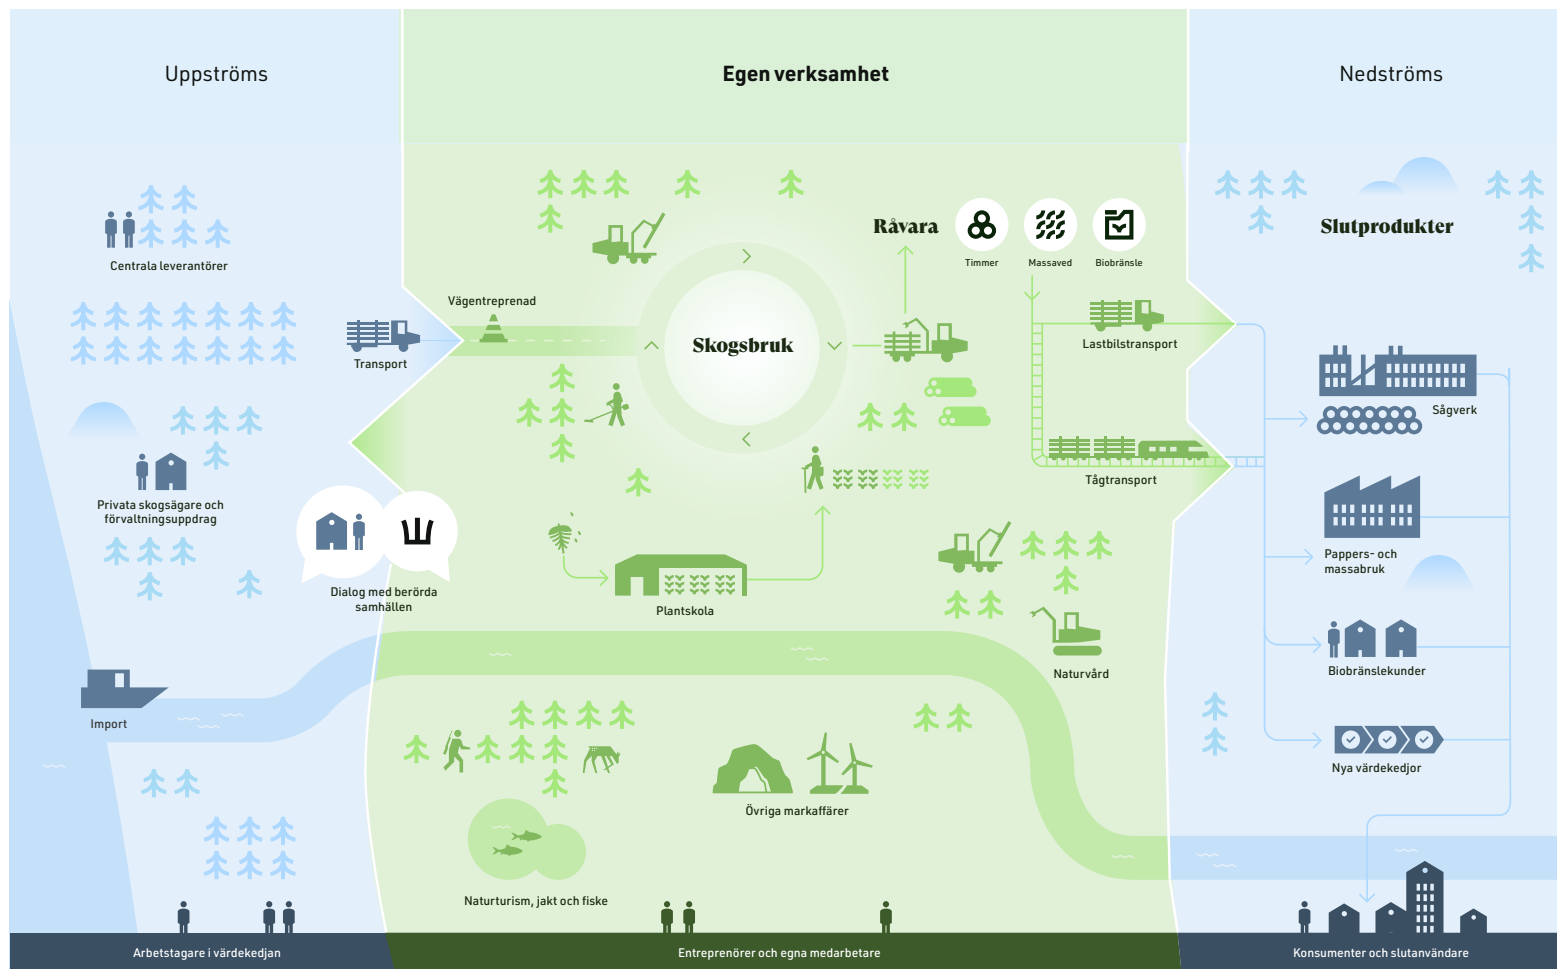 Uppströms
Egen verksamhet
Nedströms
Centrala leverantörer
Transport
Privata skogsägare och
förvaltningsuppdrag
Dialog med berörda
samhällen
Import
Vägentreprenad
Skogsbruk
Råvara
Timmer
Massaved
Biobränsle
Lastbilstransport
Tågtransport
Plantskola
Naturvård
Övriga markaffärer
Naturturism, jakt och fiske
Slutprodukter
Sågverk
Pappers- och
massabruk
Biobränslekunder
Nya värdekedjor
Arbetstagare i värdekedjan
Entreprenörer och egna medarbetare
Konsumenter och slutanvändare